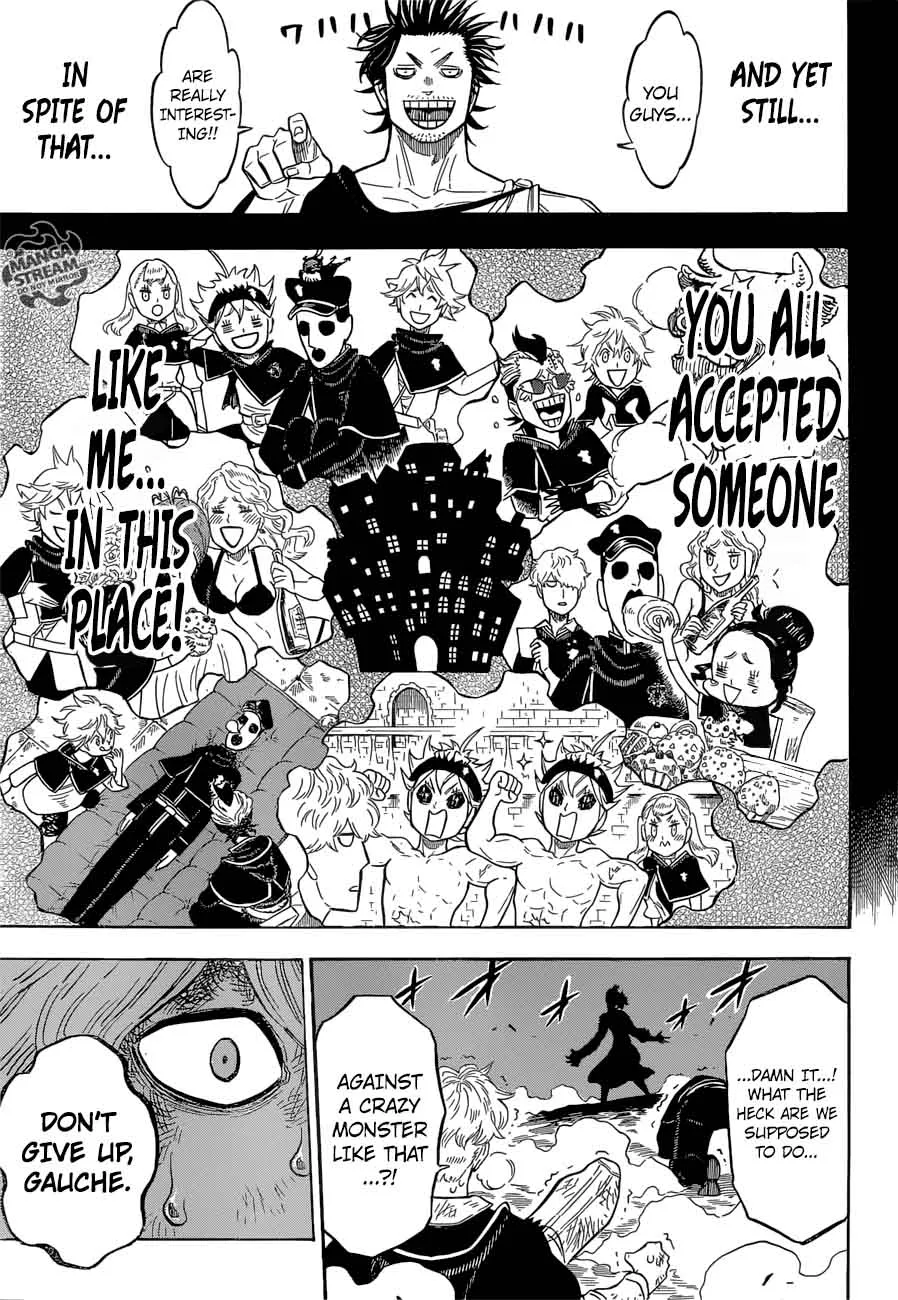 AND YET
STILL...
YOU
GUYS...
ワハハハ
ARE
REALLY
INTEREST-
ING!!
IN
SPITE OF
THAT...
MANGA
STREAM
YOU ALL
ACCEPTED
SOMEONE
LIKE
ME...
IN THIS
PLACE!
...DAMN IT...!
WHAT THE
HECK ARE WE
SUPPOSED
TO DO...
AGAINST
A CRAZY
MONSTER
LIKE THAT
...?!
DON'T
GIVE UP,
GAUCHE.